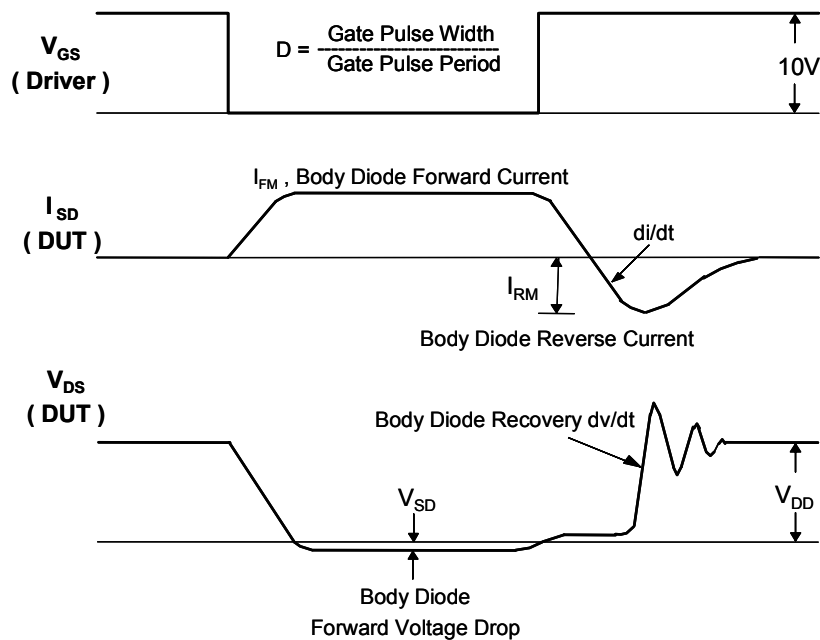 V_GS
( Driver )
D = Gate Pulse Width
Gate Pulse Period
10V
I_FM , Body Diode Forward Current
I_SD
( DUT )
di/dt
I_RM
Body Diode Reverse Current
V_DS
( DUT )
Body Diode Recovery dv/dt
V_SD
V_DD
Body Diode
Forward Voltage Drop